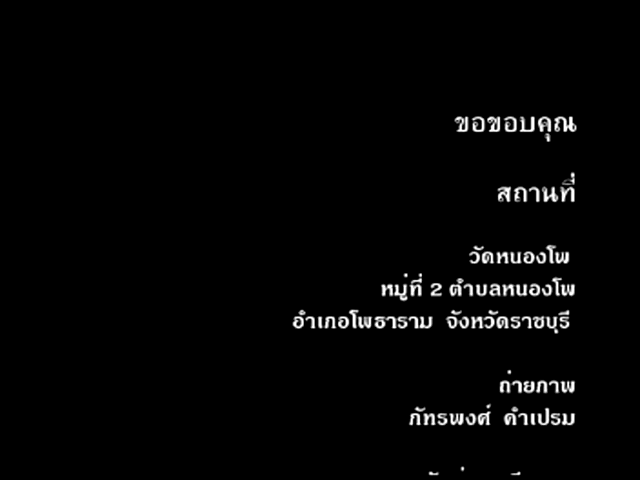 ขอขอบคุณ
สถานที่
วัดหนองโพ
หมู่ที่ 2 ตำบลหนองโพ
อำเภอโพธาราม จังหวัดราชบุรี
ถ่ายภาพ
ภัทรพงศ์ คำเปรม